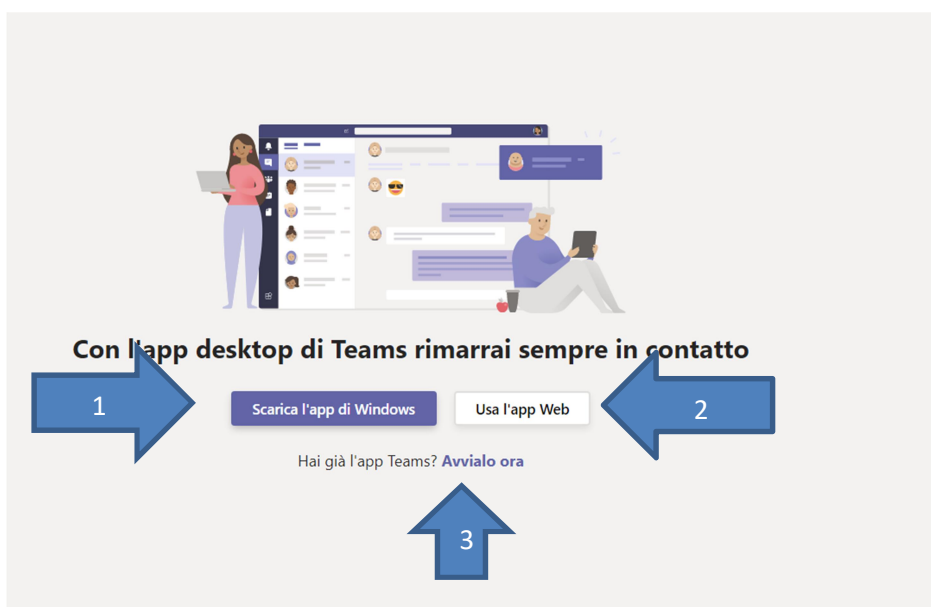 Con l'app desktop di Teams rimarrai sempre in contatto
1
Scarica l'app di Windows
Usa l'app Web
2
Hai già l'app Teams? Avvialo ora
3